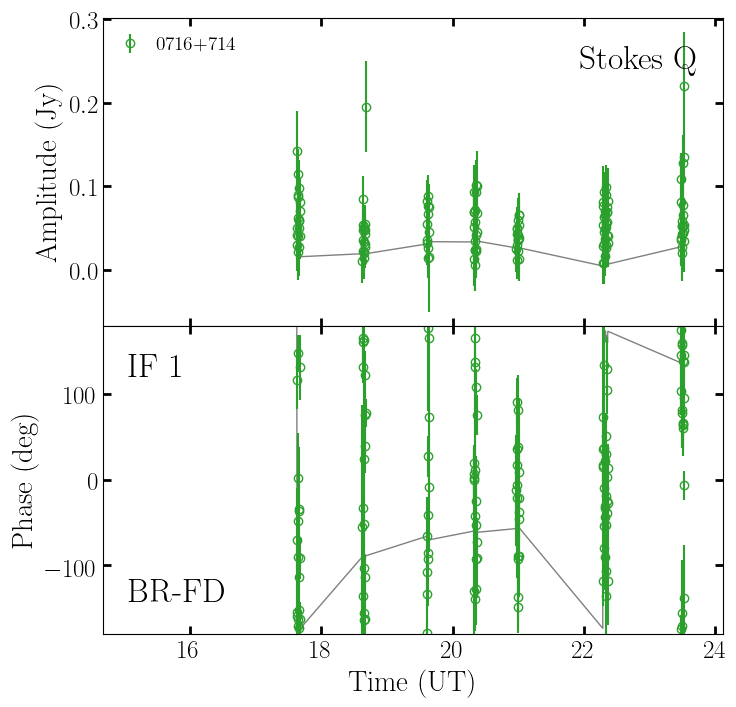 0.3
0716+714
Stokes Q
0.2
0.1
0.0
Amplitude (Jy)
IF 1
100
0
−100
Phase (deg)
BR-FD
16 18 20 22 24
Time (UT)